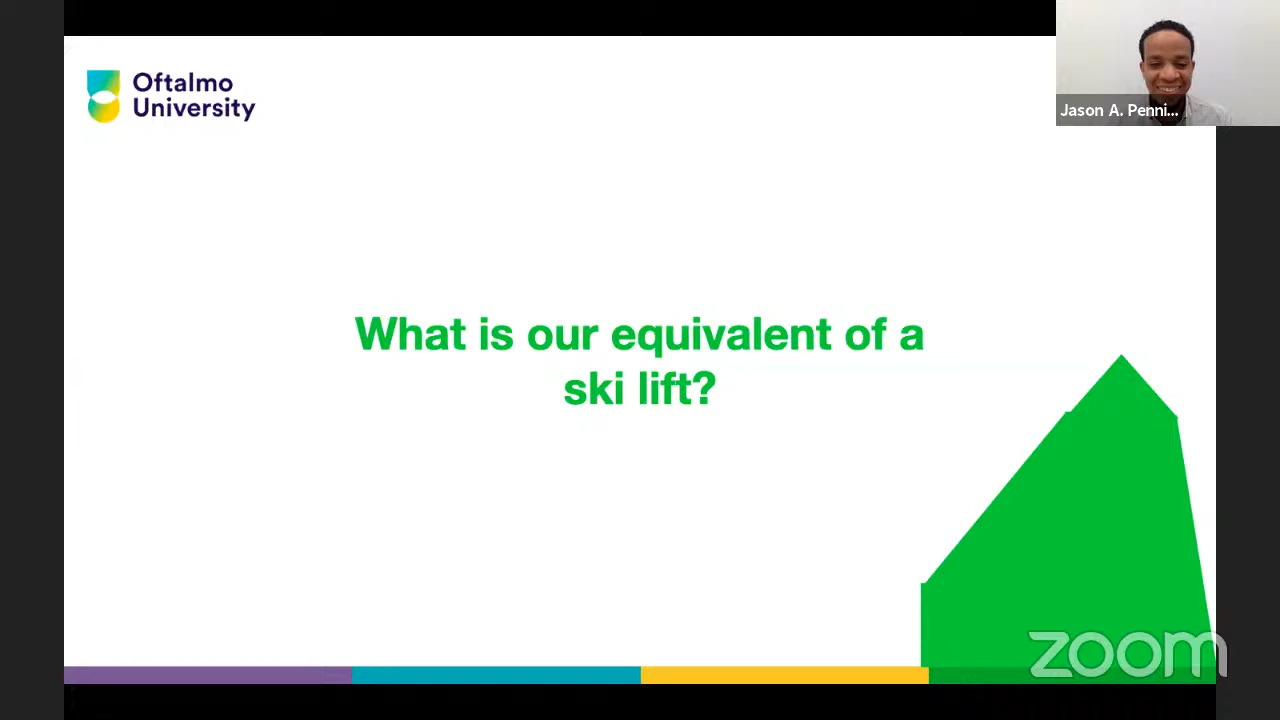 Oftalmo
University
Jason A. Penni...
What is our equivalent of a
ski lift?
zoom